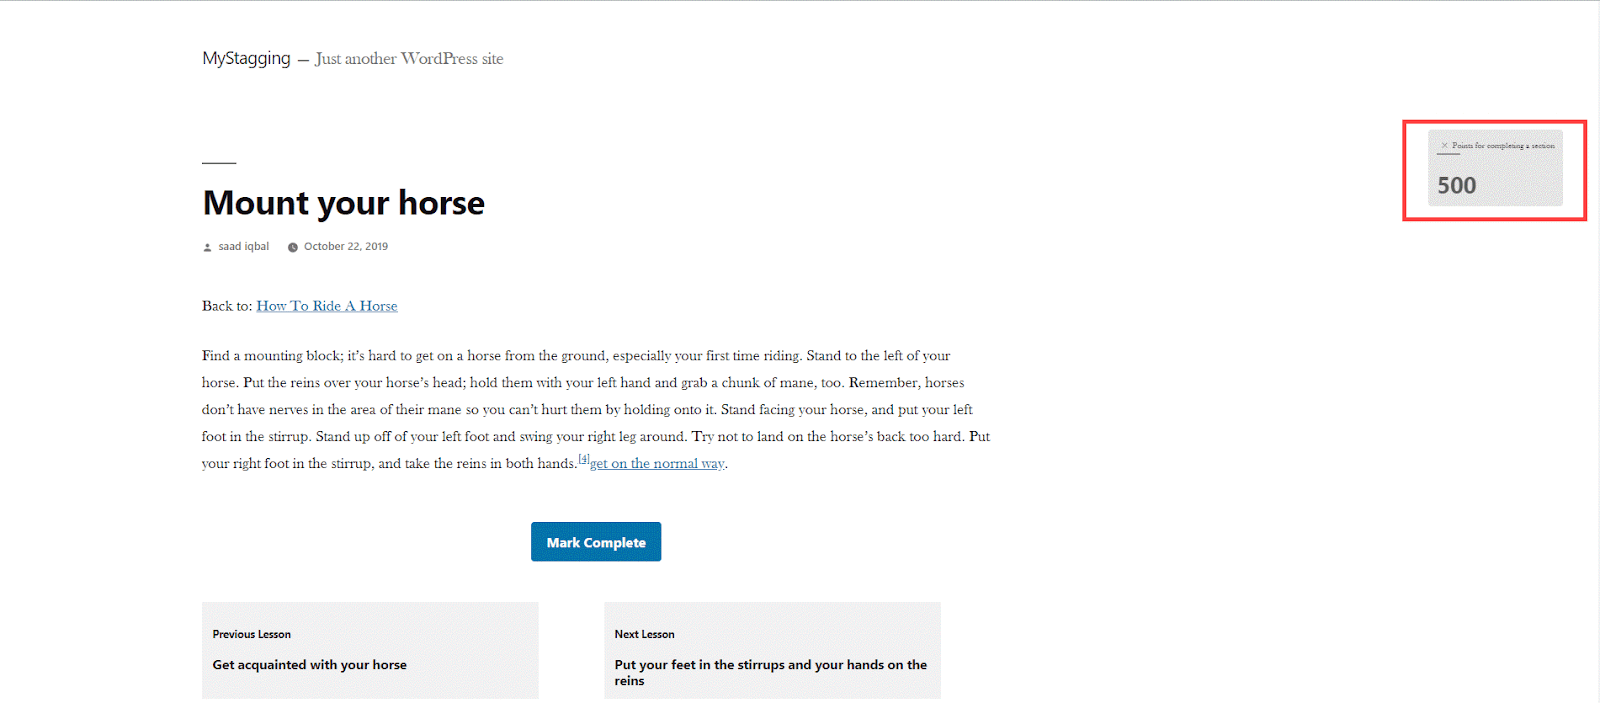 MyStagging — Just another WordPress site
× Points for completing a section
500
Mount your horse
saad iqbal October 22, 2019
Back to: How To Ride A Horse
Find a mounting block; it’s hard to get on a horse from the ground, especially your first time riding. Stand to the left of your
horse. Put the reins over your horse’s head; hold them with your left hand and grab a chunk of mane, too. Remember, horses
don’t have nerves in the area of their mane so you can’t hurt them by holding onto it. Stand facing your horse, and put your left
foot in the stirrup. Stand up off of your left foot and swing your right leg around. Try not to land on the horse’s back too hard. Put
your right foot in the stirrup, and take the reins in both hands.[4]get on the normal way.
Mark Complete
Previous Lesson
Get acquainted with your horse
Next Lesson
Put your feet in the stirrups and your hands on the
reins